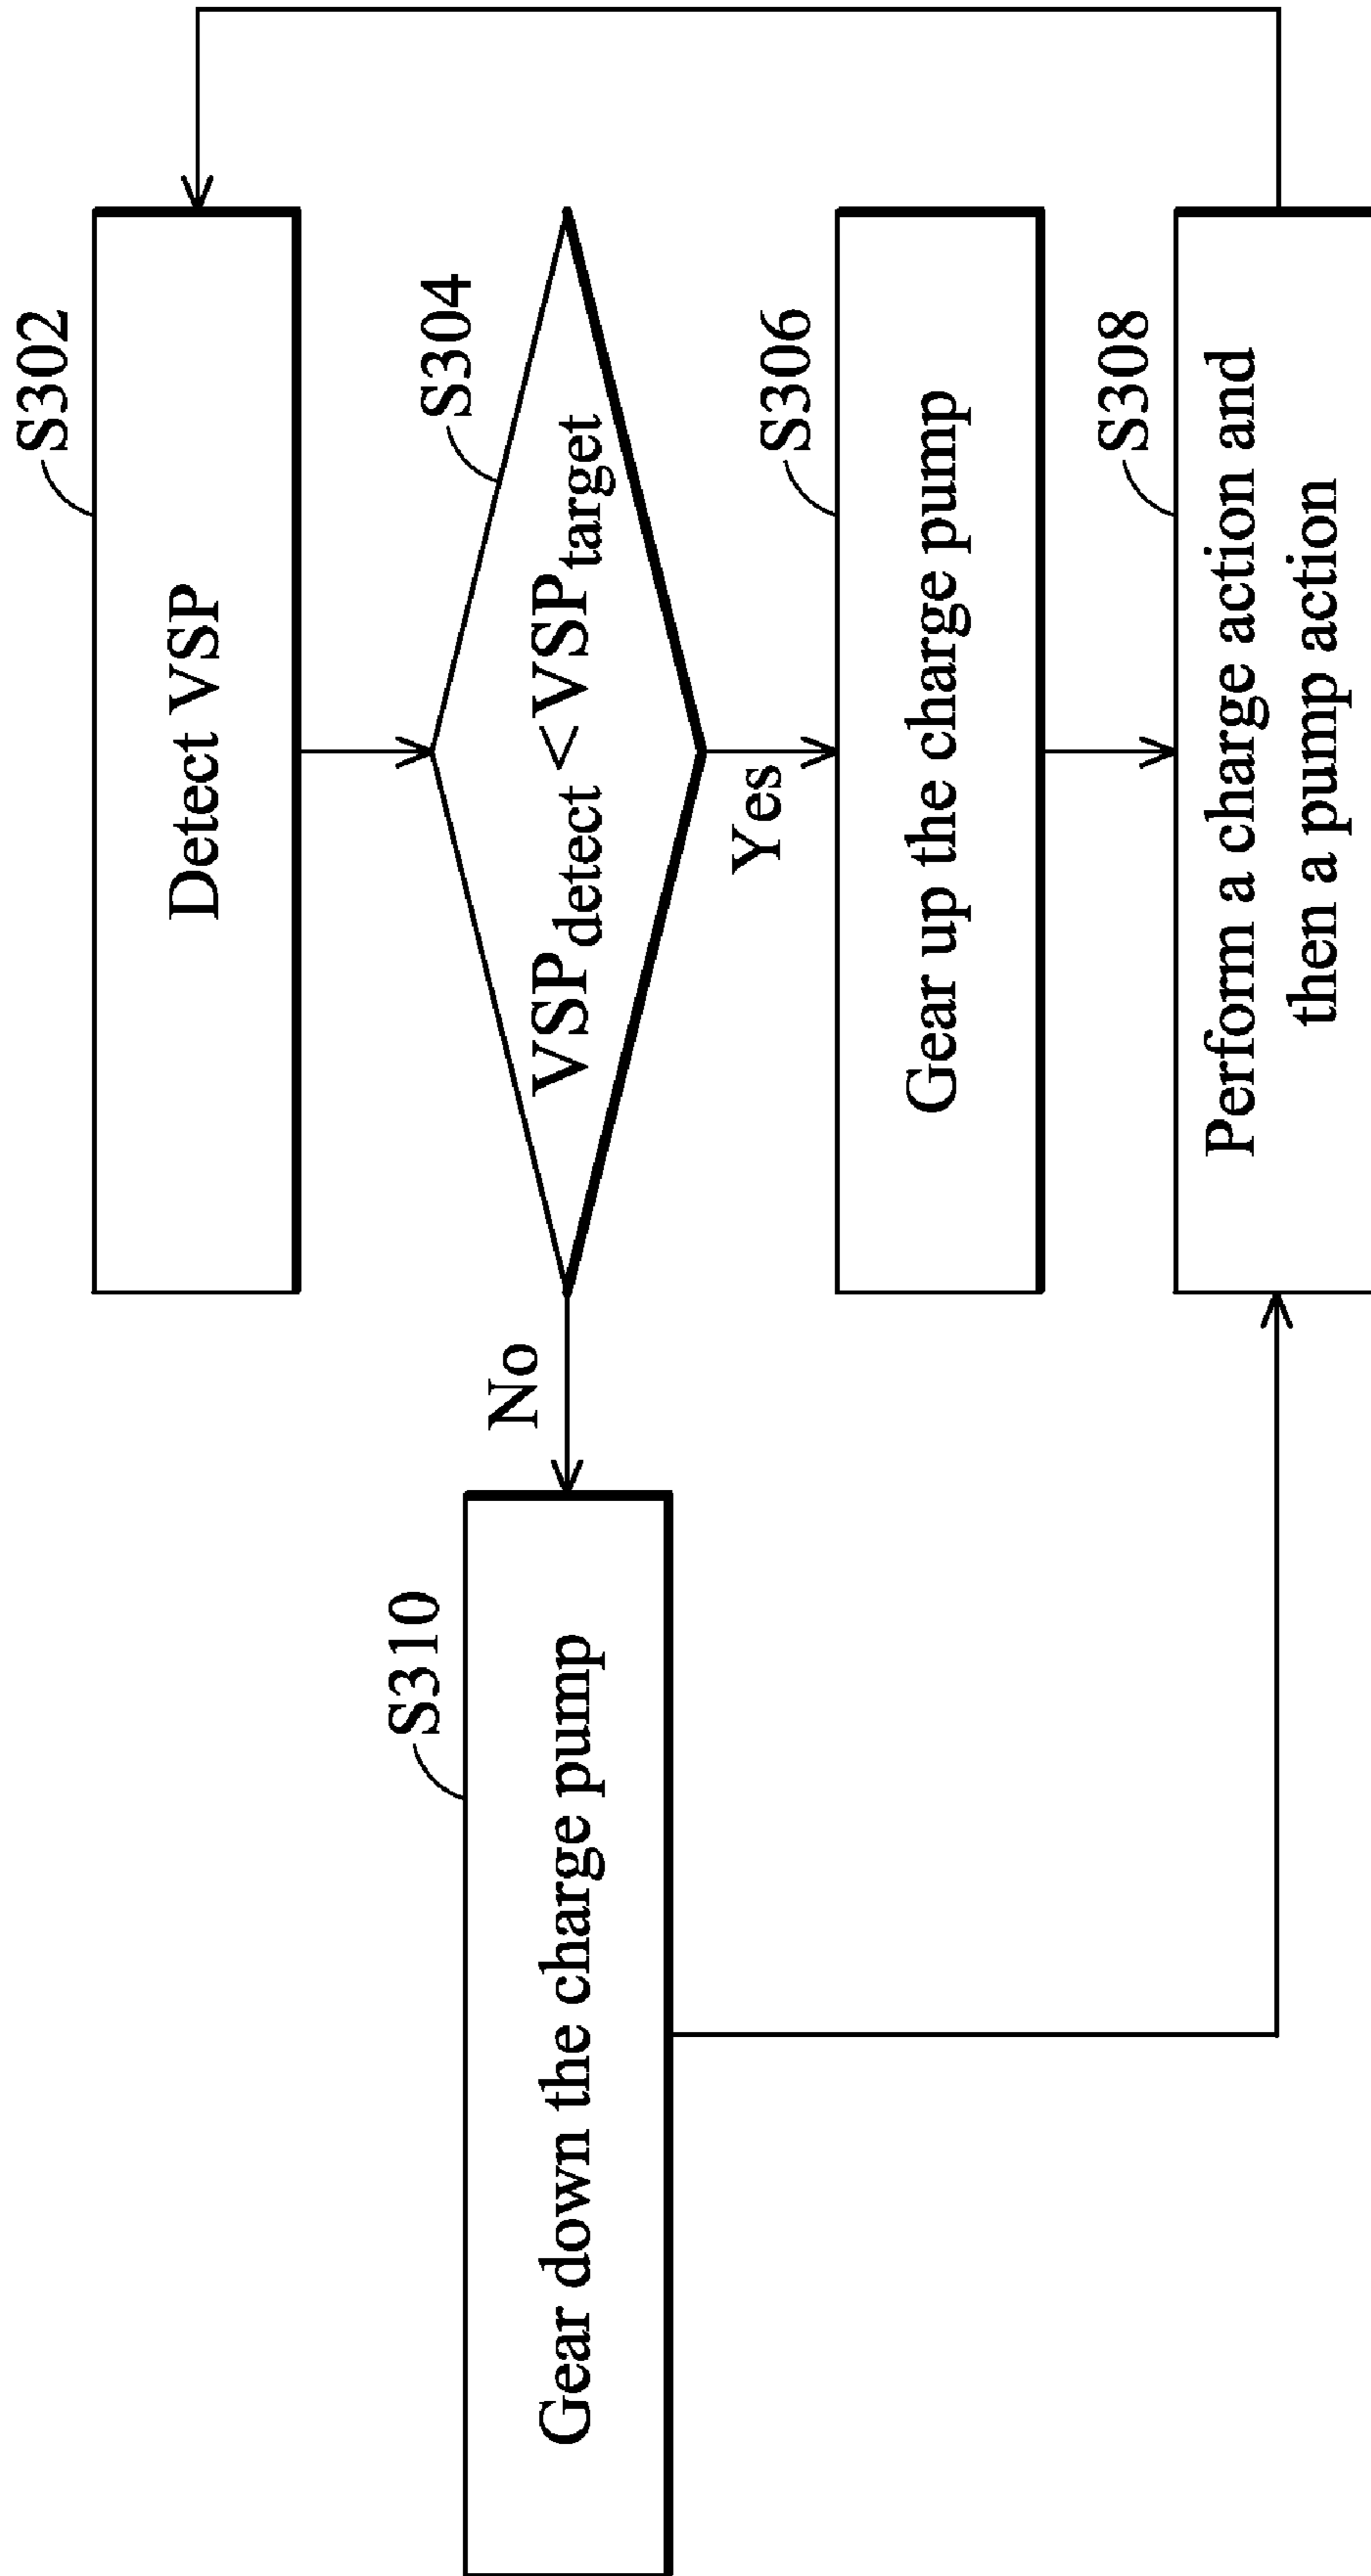 S302
Detect VSP
S304
VSPdetect <VSPtarget
Yes
No
S306
Gear up the charge pump
S308
Perform a charge action and
then a pump action
S310
Gear down the charge pump